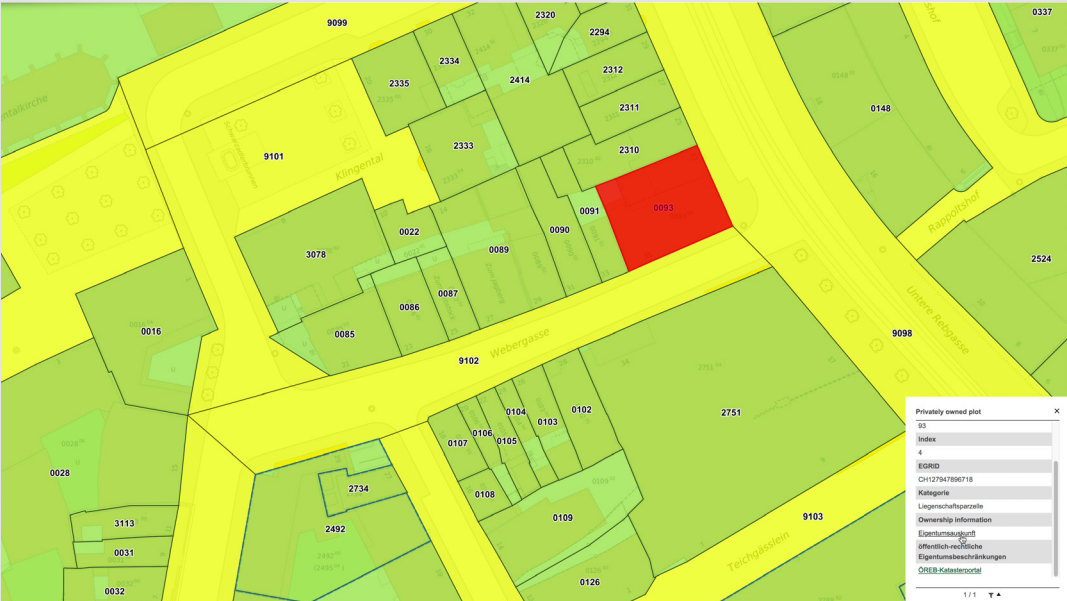 9099
2320
0337
2294
2334
2312
2335
2414
2311
0148
2333
2310
9101
Klingental
0091
0093
0022
0090
3078
0089
Rappoltshof
2524
0087
0086
Untere Rebgasse
0016
0085
Webergasse
9098
9102
0104
0102
2751
0103
0106
0105
0107
0028
2734
0108
3113
0109
9103
2492
Teichgässlein
0031
0126
0032
Privately owned plot
×
93
Index
4
EGRID
CH127947896718
Kategorie
Liegenschaftsparzelle
Ownership information
Eigentumsauskunft
öffentlich-rechtliche
Eigentumsbeschränkungen
ÖREB-Katasterportal
1 / 1